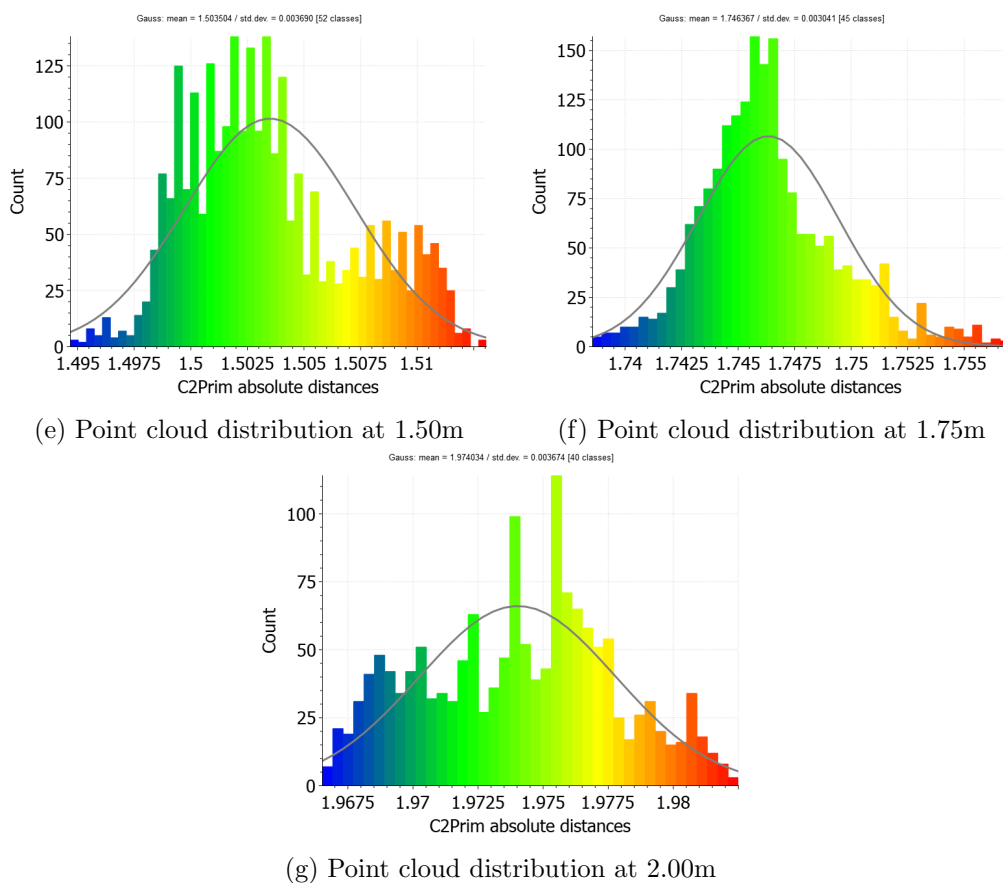 Gauss: mean = 1.503504 / std.dev. = 0.003690 [52 classes]
125
100
75
50
25
0
Count
1.495 1.4975 1.5 1.5025 1.505 1.5075 1.51
C2Prim absolute distances
(e) Point cloud distribution at 1.50m
Gauss: mean = 1.746367 / std.dev. = 0.003041 [45 classes]
150
125
100
75
50
25
0
Count
1.74 1.7425 1.745 1.7475 1.75 1.7525 1.755
C2Prim absolute distances
(f) Point cloud distribution at 1.75m
Gauss: mean = 1.974034 / std.dev. = 0.003674 [40 classes]
100
75
50
25
0
Count
1.9675 1.97 1.9725 1.975 1.9775 1.98
C2Prim absolute distances
(g) Point cloud distribution at 2.00m